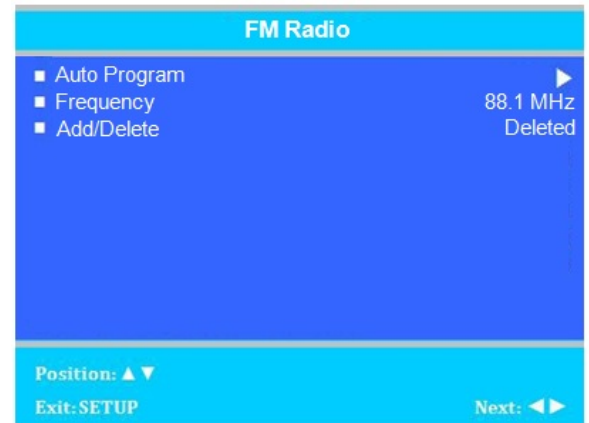 FM Radio
■ Auto Program ▶
■ Frequency 88.1 MHz
■ Add/Delete Deleted
Position: ▲▼
Exit: SETUP Next: ◀▶